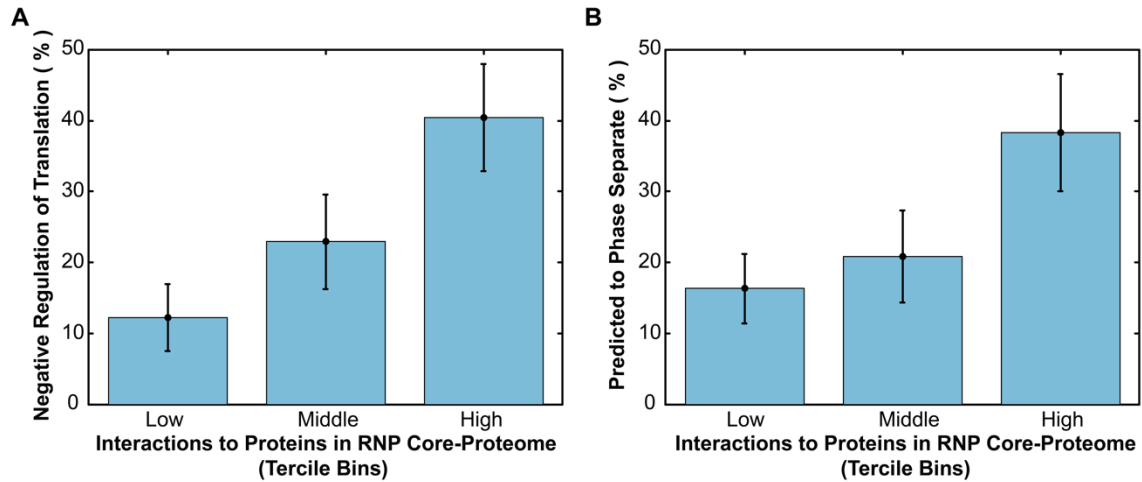 A
Negative Regulation of Translation ( % )
50
40
30
20
10
0
Low Middle High
Interactions to Proteins in RNP Core-Proteome
(Tercile Bins)
B
Predicted to Phase Separate ( % )
50
40
30
20
10
0
Low Middle High
Interactions to Proteins in RNP Core-Proteome
(Tercile Bins)